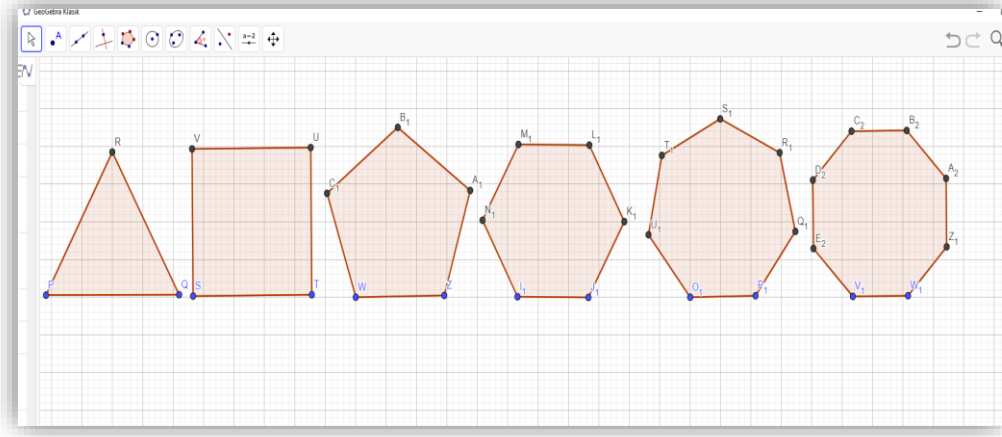 GeoGebra Klasik
A
a=2
EN
R
V
U
B₁
M₁
L₁
S₁
C₂
B₂
T₁
R₁
D₂
A₂
C₁
A₁
N₁
K₁
U₁
Q₁
E₂
Z₁
P
Q
S
T
W
Z
I₁
J₁
O₁
P₁
V₁
W₁